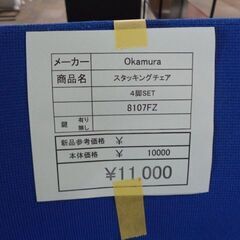 メーカー Okamura
商品名 スタッキングチェア
4脚SET
8107FZ
鍵 有り 無し
新品参考価格 ¥
本体価格 ¥ 10000
¥11,000